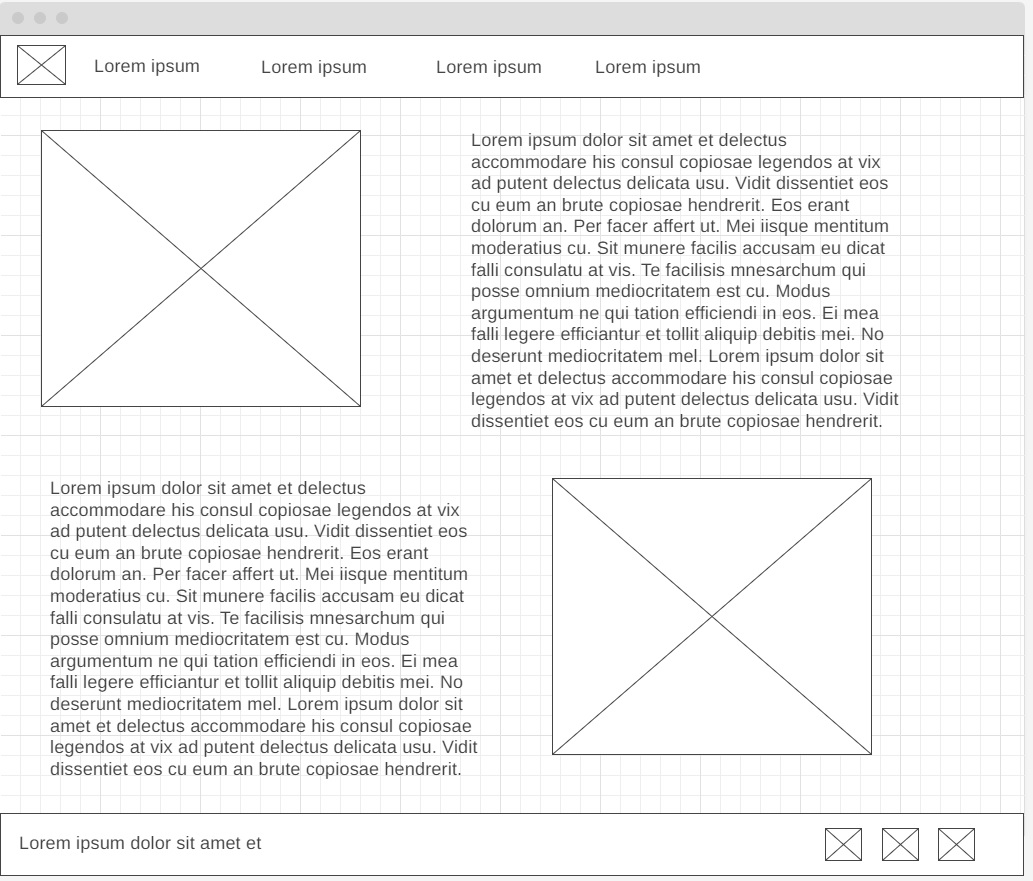 Lorem ipsum
Lorem ipsum
Lorem ipsum
Lorem ipsum
Lorem ipsum dolor sit amet et delectus
accommodare his consul copiosae legendos at vix
ad putent delectus delicata usu. Vidit dissentiet eos
cu eum an brute copiosae hendrerit. Eos erant
dolorum an. Per facer affert ut. Mei iisque mentitum
moderatius cu. Sit munere facilis accusam eu dicat
falli consulatu at vis. Te facilisis mnesarchum qui
posse omnium mediocritatem est cu. Modus
argumentum ne qui tation efficiendi in eos. Ei mea
falli legere efficiantur et tollit aliquip debitis mei. No
deserunt mediocritatem mel. Lorem ipsum dolor sit
amet et delectus accommodare his consul copiosae
legendos at vix ad putent delectus delicata usu. Vidit
dissentiet eos cu eum an brute copiosae hendrerit.
Lorem ipsum dolor sit amet et delectus
accommodare his consul copiosae legendos at vix
ad putent delectus delicata usu. Vidit dissentiet eos
cu eum an brute copiosae hendrerit. Eos erant
dolorum an. Per facer affert ut. Mei iisque mentitum
moderatius cu. Sit munere facilis accusam eu dicat
falli consulatu at vis. Te facilisis mnesarchum qui
posse omnium mediocritatem est cu. Modus
argumentum ne qui tation efficiendi in eos. Ei mea
falli legere efficiantur et tollit aliquip debitis mei. No
deserunt mediocritatem mel. Lorem ipsum dolor sit
amet et delectus accommodare his consul copiosae
legendos at vix ad putent delectus delicata usu. Vidit
dissentiet eos cu eum an brute copiosae hendrerit.
Lorem ipsum dolor sit amet et